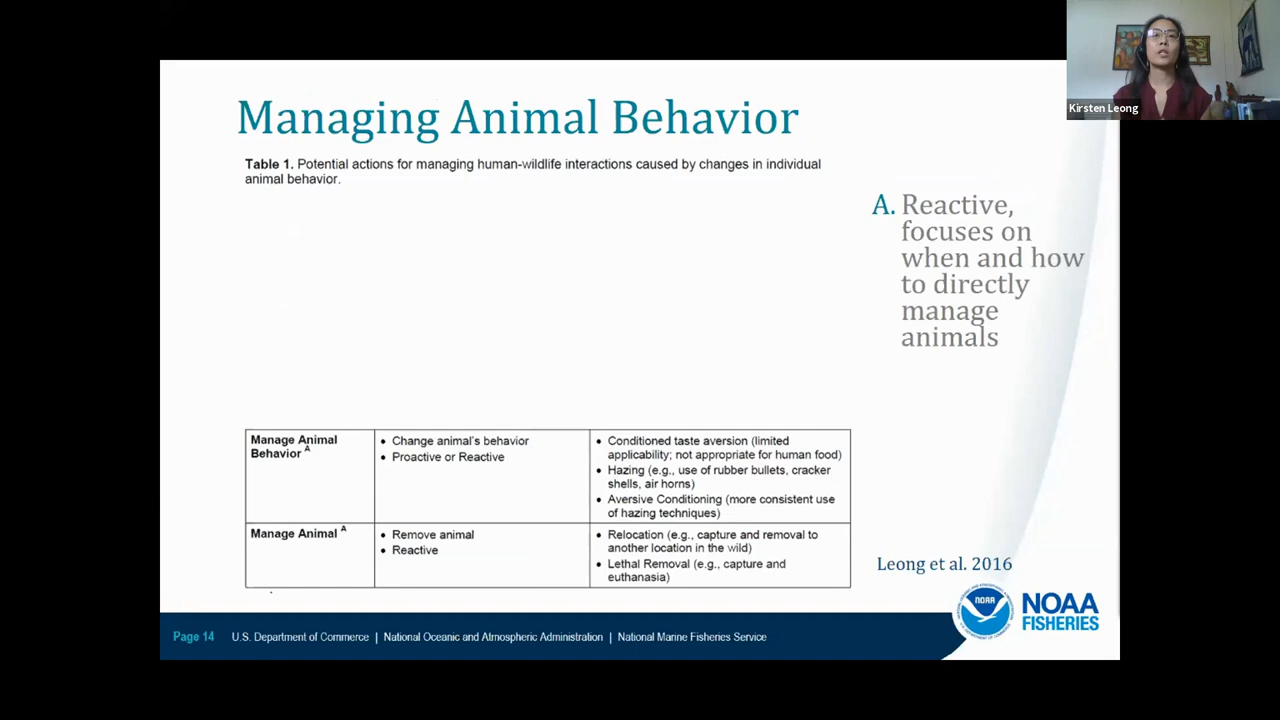 Kirsten Leong
Managing Animal Behavior
Table 1. Potential actions for managing human-wildlife interactions caused by changes in individual
animal behavior.
A. Reactive,
focuses on
when and how
to directly
manage
animals
Manage Animal
Behavior A
• Change animal's behavior
• Proactive or Reactive
• Conditioned taste aversion (limited
applicability; not appropriate for human food)
• Hazing (e.g., use of rubber bullets, cracker
shells, air horns)
• Aversive Conditioning (more consistent use
of hazing techniques)
Manage Animal A
• Remove animal
• Reactive
• Relocation (e.g., capture and removal to
another location in the wild)
• Lethal Removal (e.g., capture and
euthanasia)
Leong et al. 2016
NOAA
NOAA
FISHERIES
Page 14
U.S. Department of Commerce | National Oceanic and Atmospheric Administration | National Marine Fisheries Service